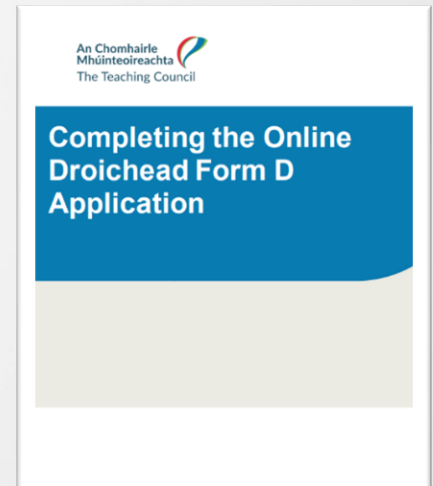 An Chomhairle
Mhúinteoireachta
The Teaching Council
Completing the Online
Droichead Form D
Application